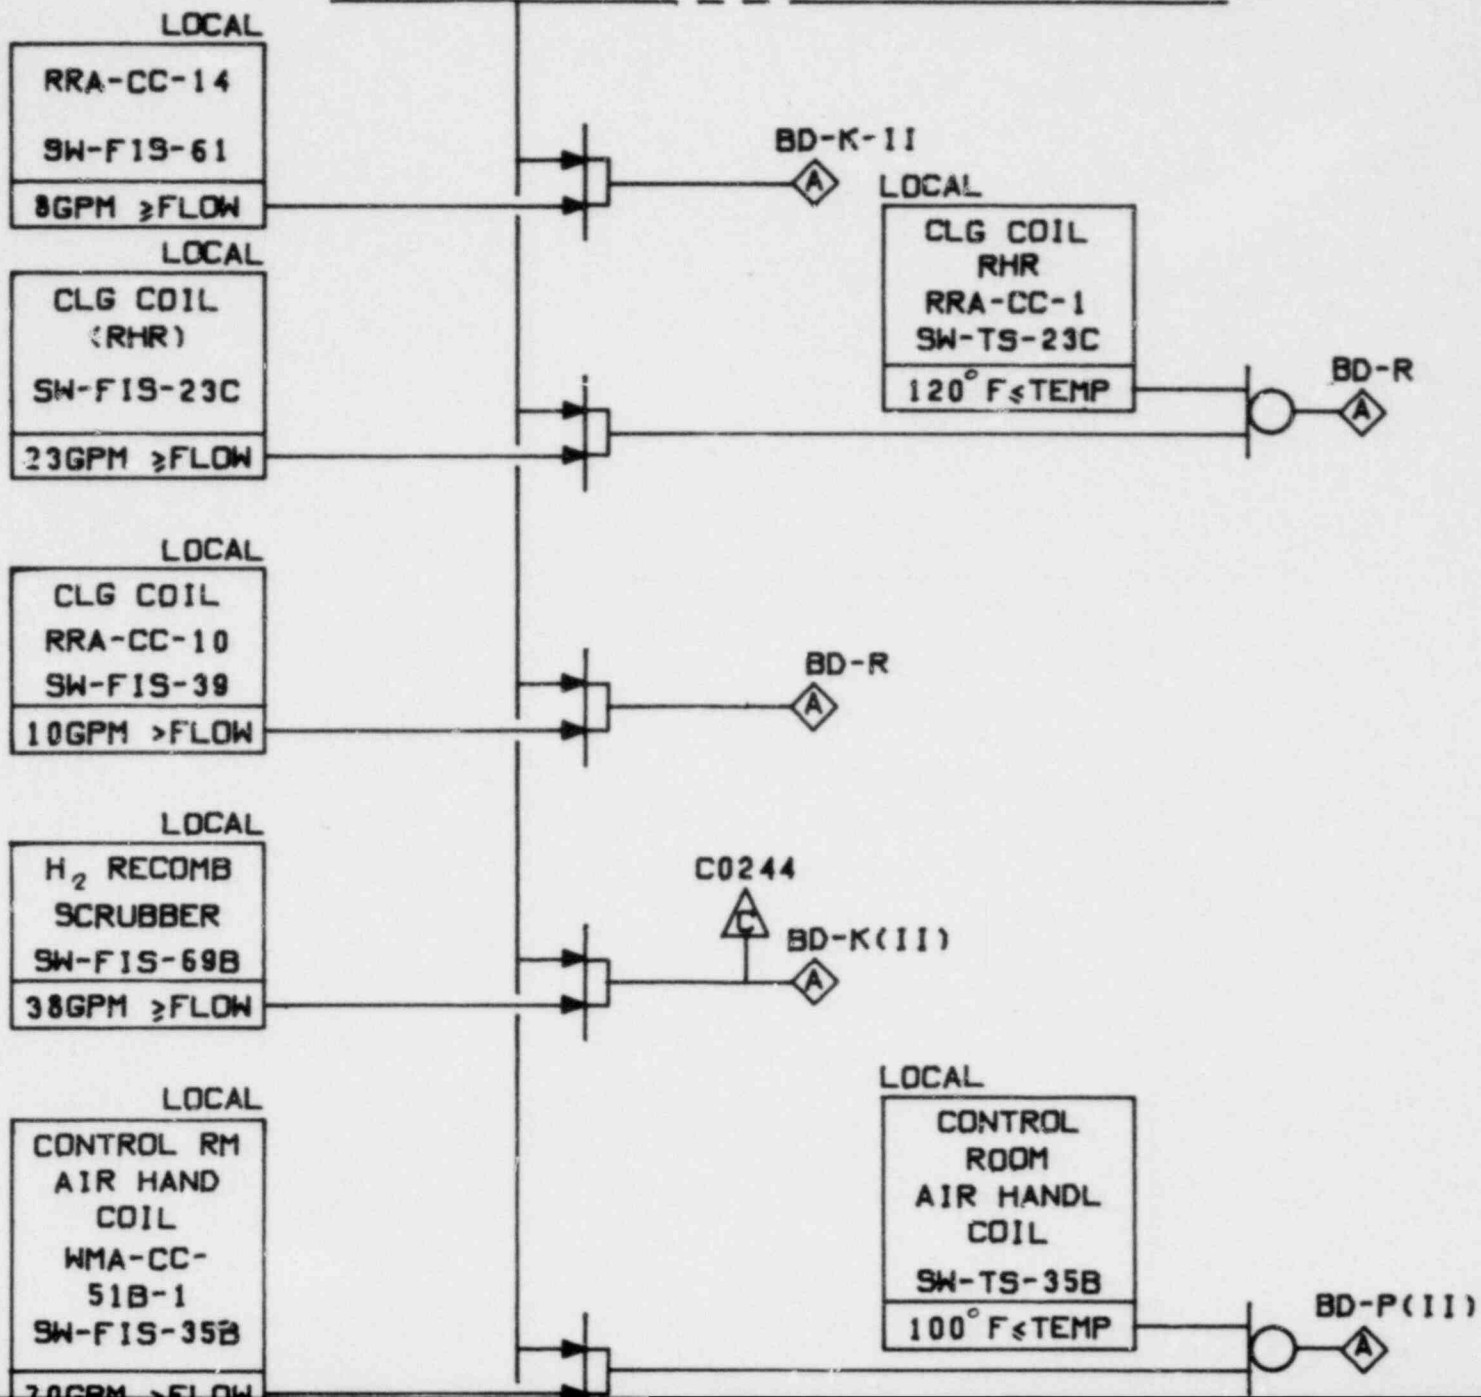 LOCAL
RRA-CC-14
SW-FIS-61
8GPM ≥FLOW
BD-K-II
A
LOCAL
CLG COIL
(RHR)
SW-FIS-23C
23GPM ≥FLOW
LOCAL
CLG COIL
RHR
RRA-CC-1
SW-TS-23C
120° F≤TEMP
BD-R
A
LOCAL
CLG COIL
RRA-CC-10
SW-FIS-39
10GPM >FLOW
BD-R
A
LOCAL
H₂ RECOMB
SCRUBBER
SW-FIS-69B
38GPM ≥FLOW
C0244
C
BD-K(II)
A
LOCAL
CONTROL RM
AIR HAND
COIL
WMA-CC-
51B-1
SW-FIS-35B
LOCAL
CONTROL
ROOM
AIR HANDL
COIL
SW-TS-35B
100° F≤TEMP
BD-P(II)
A